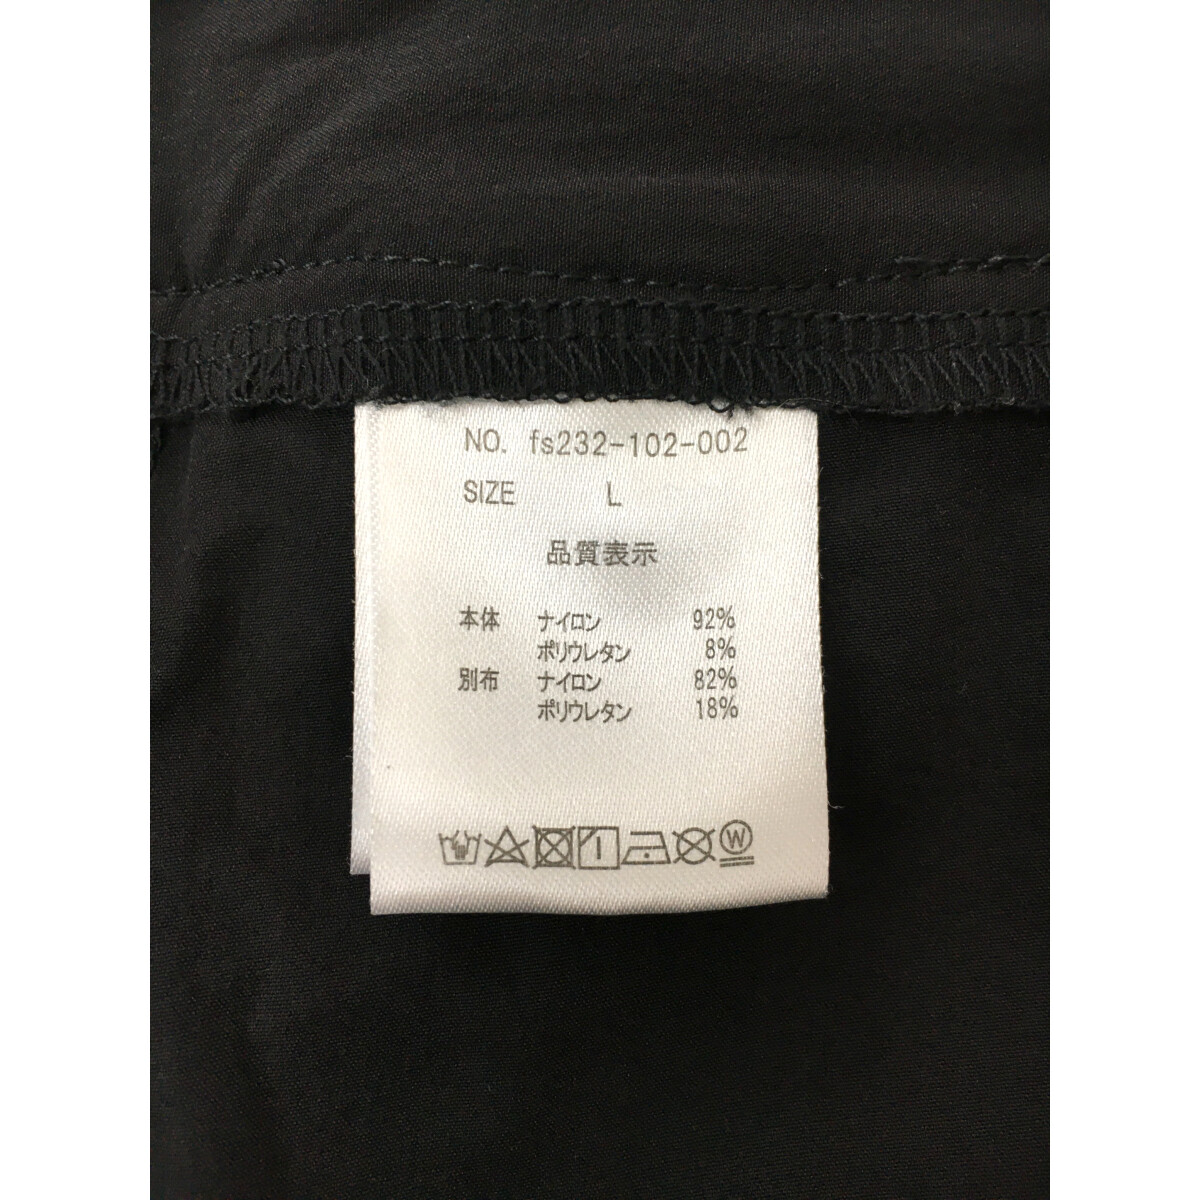 NO. fs232-102-002
SIZE L
品質表示
本体 ナイロン 92%
ポリウレタン 8%
別布 ナイロン 82%
ポリウレタン 18%
W